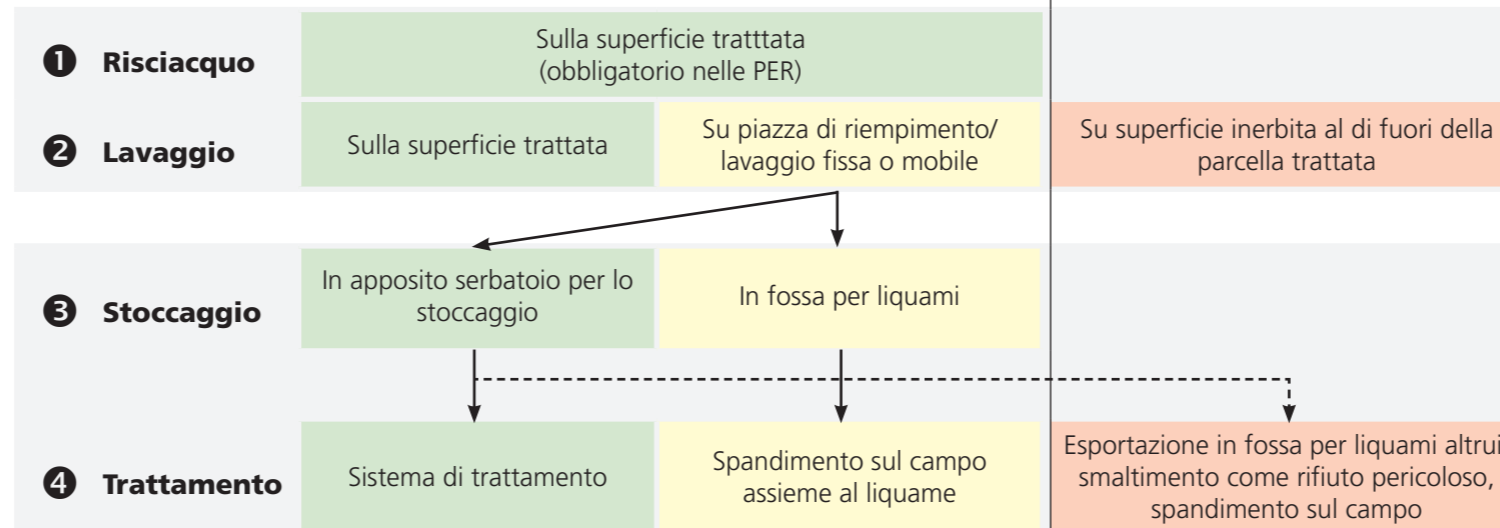 ❶ Risciacquo
Sulla superficie tratttata
(obbligatorio nelle PER)
❷ Lavaggio
Sulla superficie trattata
Su piazza di riempimento/
lavaggio fissa o mobile
Su superficie inerbita al di fuori della
parcella trattata
❸ Stoccaggio
In apposito serbatoio per lo
stoccaggio
In fossa per liquami
❹ Trattamento
Sistema di trattamento
Spandimento sul campo
assieme al liquame
Esportazione in fossa per liquami altrui
smaltimento come rifiuto pericoloso,
spandimento sul campo